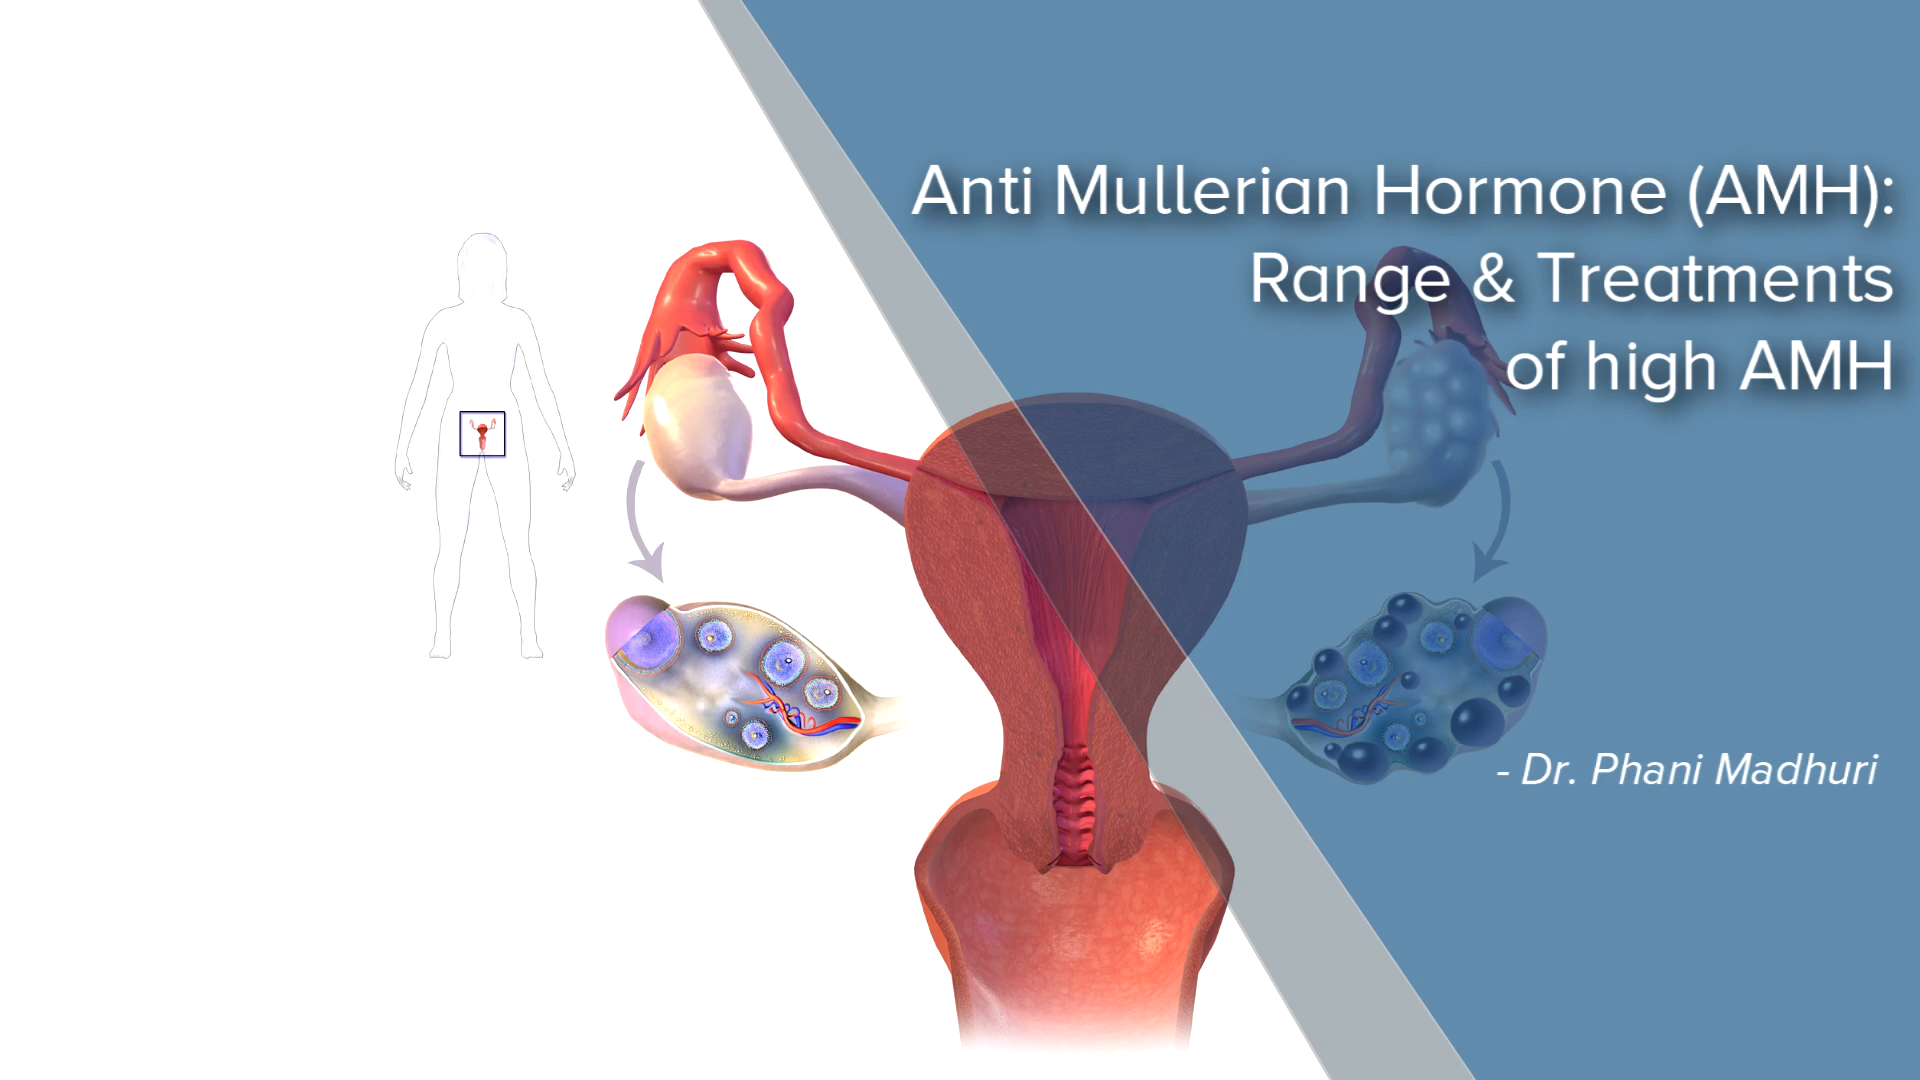 Anti Mullerian Hormone (AMH):
Range & Treatments
of high AMH
- Dr. Phani Madhuri